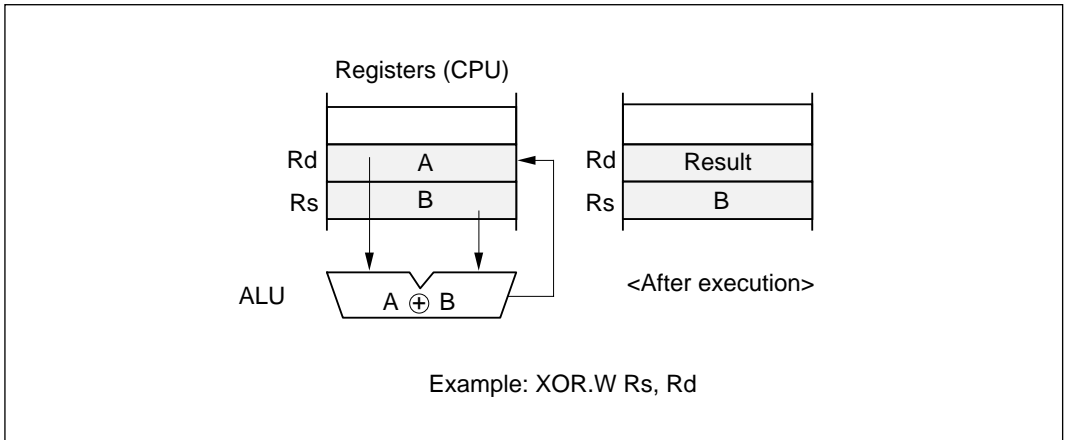 Registers (CPU)
Rd
A
Rs
B
ALU
A ⊕ B
Rd
Result
Rs
B
<After execution>
Example: XOR.W Rs, Rd